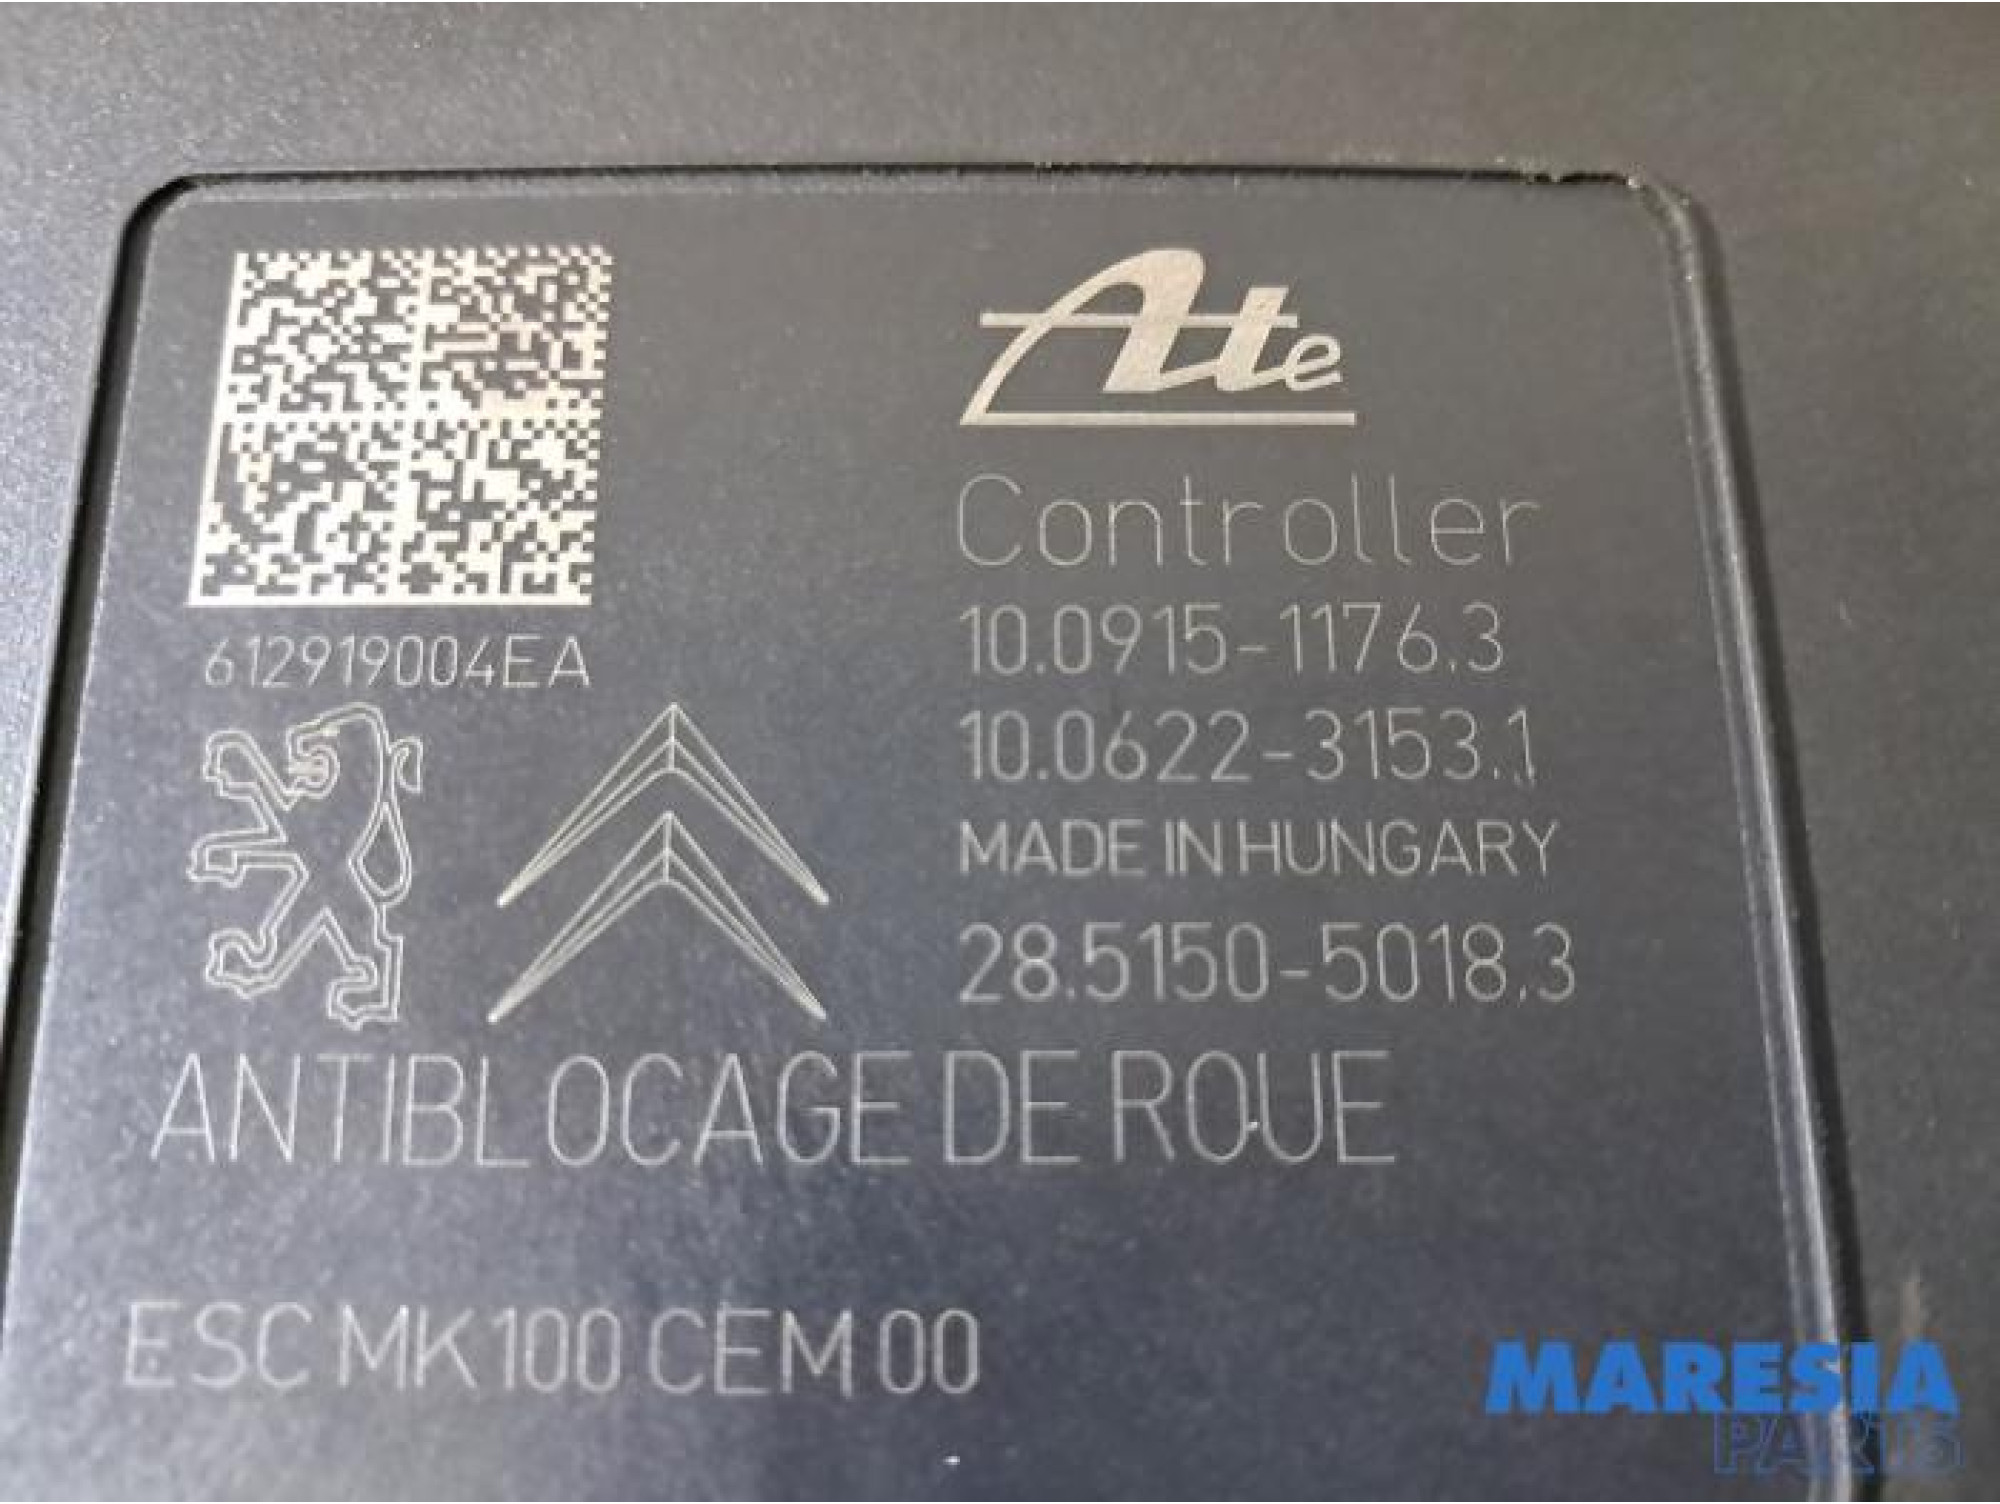 Ate
Controller
10.0915-1176.3
10.0622-3153.1
MADE IN HUNGARY
28.5150-5018.3
612919004EA
ANTIBLOCAGE DE ROUE
ESC MK100 CEM 00
MARESIA
PARTS